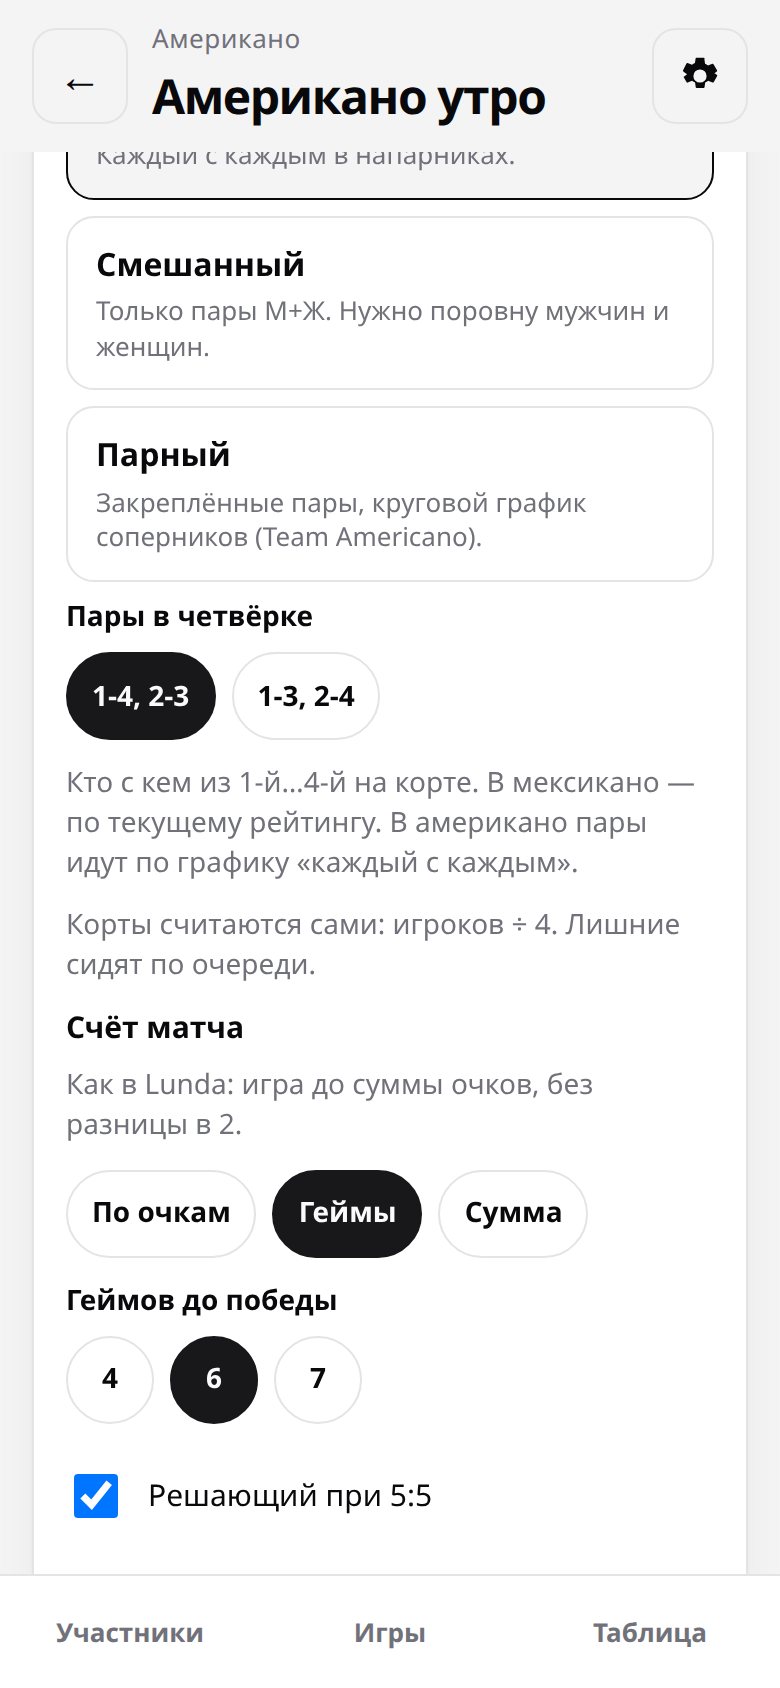 Американо
←
Американо утро
Каждый с каждым в напарниках.
Смешанный
Только пары М+Ж. Нужно поровну мужчин и
женщин.
Парный
Закреплённые пары, круговой график
соперников (Team Americano).
Пары в четвёрке
1-4, 2-3
1-3, 2-4
Кто с кем из 1-й…4-й на корте. В мексикано —
по текущему рейтингу. В американо пары
идут по графику «каждый с каждым».
Корты считаются сами: игроков ÷ 4. Лишние
сидят по очереди.
Счёт матча
Как в Lunda: игра до суммы очков, без
разницы в 2.
По очкам
Геймы
Сумма
Геймов до победы
4
6
7
Решающий при 5:5
Участники
Игры
Таблица